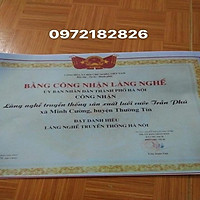 0972182826
BẰNG CÔNG NHẬN LÀNG NGHỀ
ỦY BAN NHÂN DÂN THÀNH PHỐ HÀ NỘI
CÔNG NHẬN
Làng nghề truyền thống sản xuất lưỡi cuốc Trần Phú
xã Minh Cường, huyện Thường Tín
ĐẠT DANH HIỆU
LÀNG NGHỀ TRUYỀN THỐNG HÀ NỘI